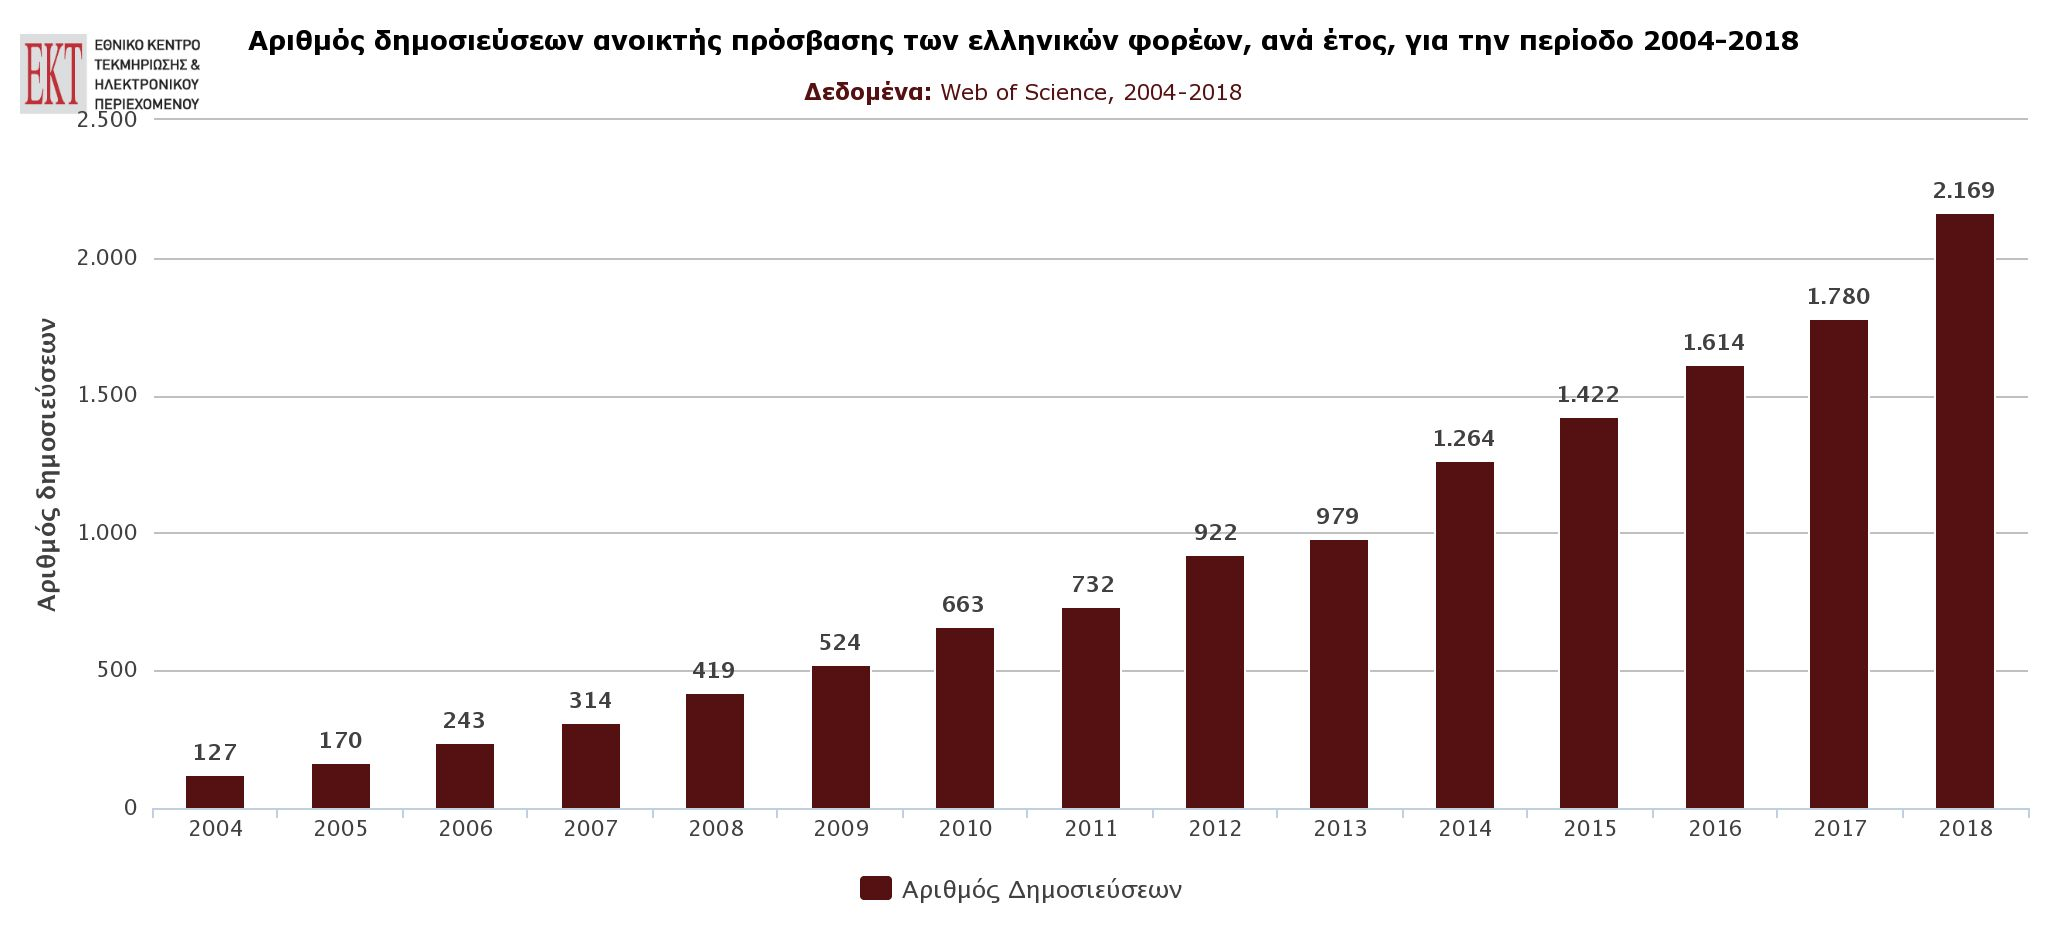 ΕΚΤ
ΕΘΝΙΚΟ ΚΕΝΤΡΟ
ΤΕΚΜΗΡΙΩΣΗΣ &
ΗΛΕΚΤΡΟΝΙΚΟΥ
ΠΕΡΙΕΧΟΜΕΝΟΥ
Αριθμός δημοσιεύσεων ανοικτής πρόσβασης των ελληνικών φορέων, ανά έτος, για την περίοδο 2004-2018
Δεδομένα: Web of Science, 2004-2018
Αριθμός δημοσιεύσεων
2.500
2.000
1.500
1.000
500
0
127
170
243
314
419
524
663
732
922
979
1.264
1.422
1.614
1.780
2.169
2004 2005 2006 2007 2008 2009 2010 2011 2012 2013 2014 2015 2016 2017 2018
Αριθμός Δημοσιεύσεων